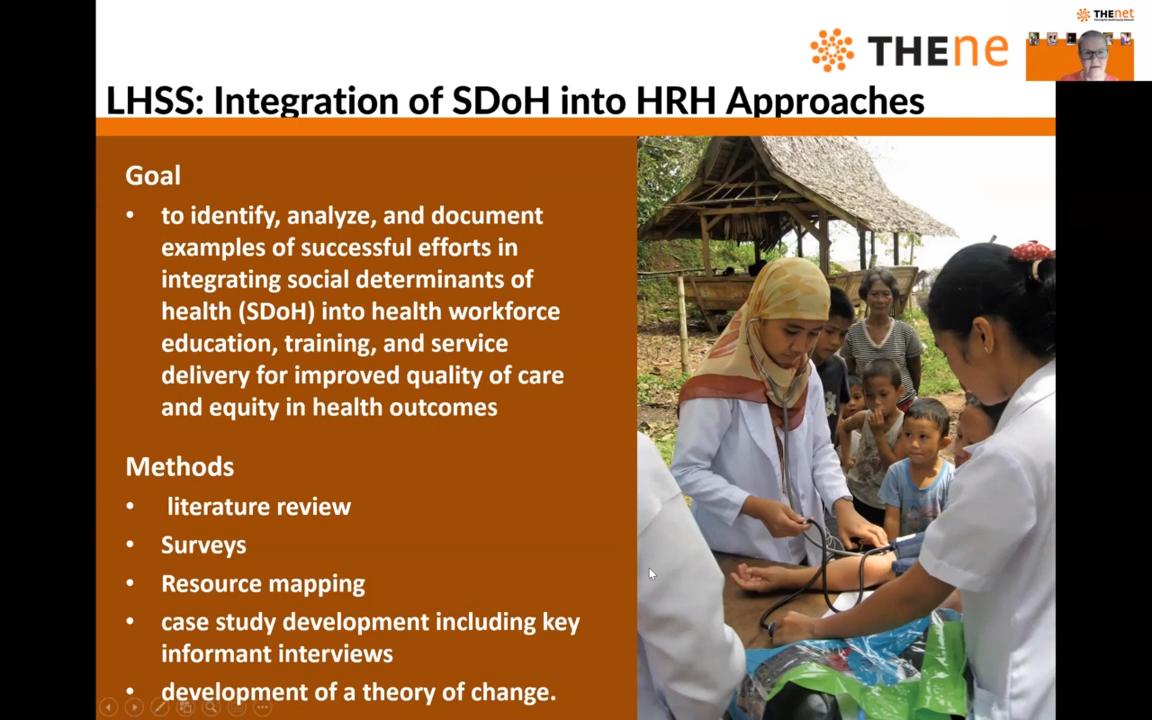 THEnet
THEne
LHSS: Integration of SDoH into HRH Approaches
Goal
• to identify, analyze, and document
examples of successful efforts in
integrating social determinants of
health (SDoH) into health workforce
education, training, and service
delivery for improved quality of care
and equity in health outcomes
Methods
• literature review
• Surveys
• Resource mapping
• case study development including key
informant interviews
• development of a theory of change.